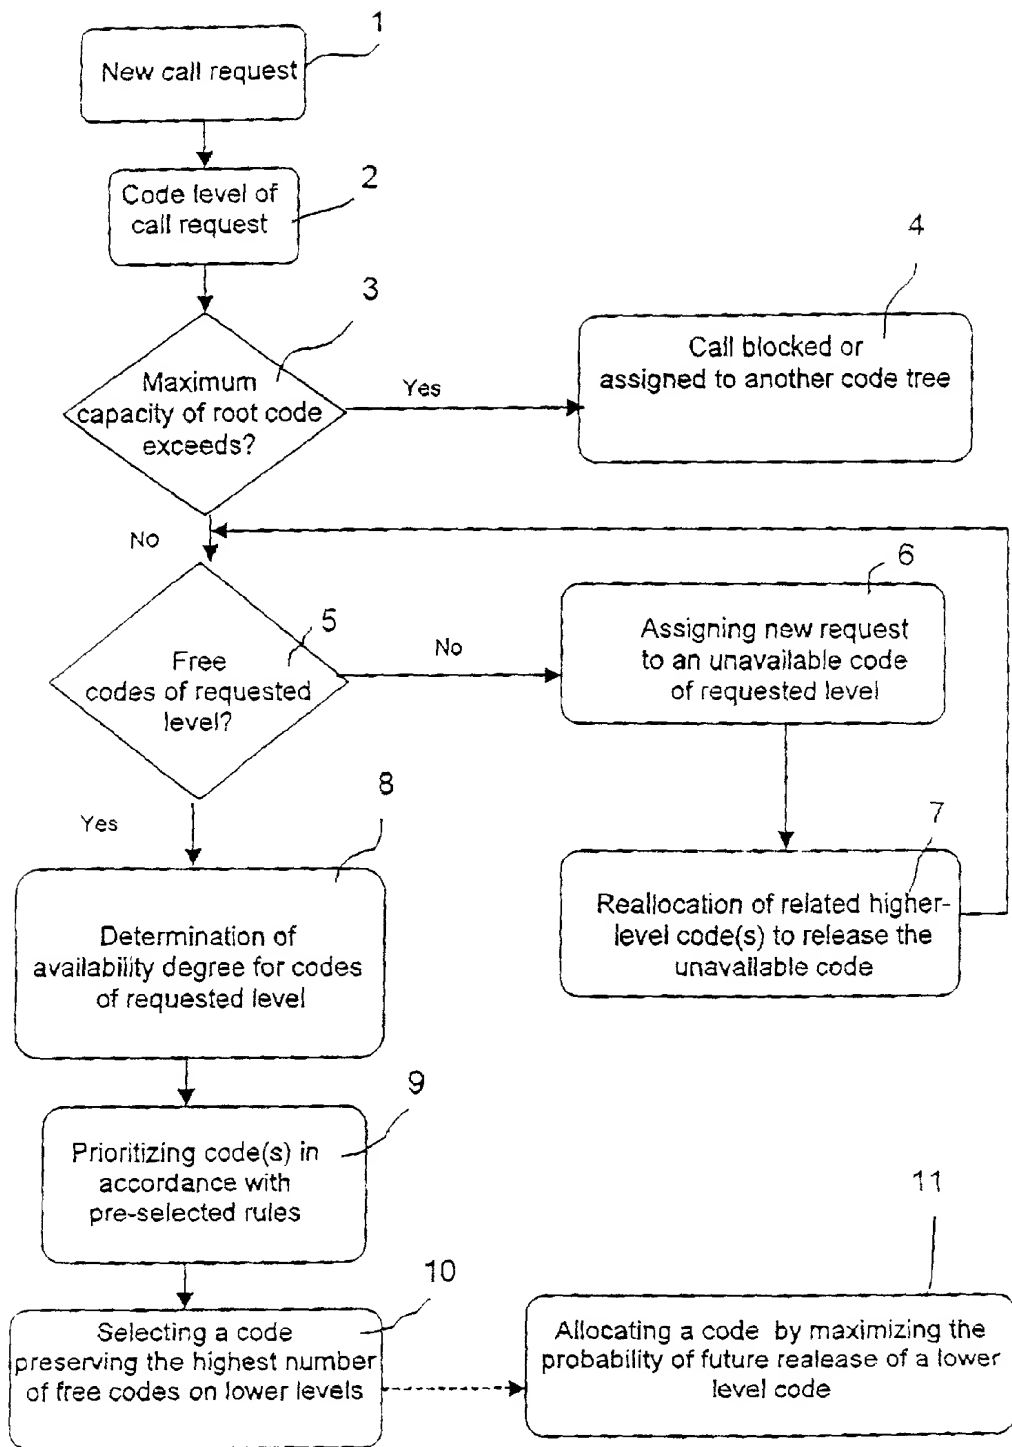 1
New call request
2
Code level of
call request
3
Maximum
capacity of root code
exceeds?
Yes
4
Call blocked or
assigned to another code tree
No
5
Free
codes of requested
level?
No
6
Assigning new request
to an unavailable code
of requested level
7
Reallocation of related higher-
level code(s) to release the
unavailable code
Yes
8
Determination of
availability degree for codes
of requested level
9
Prioritizing code(s) in
accordance with
pre-selected rules
10
Selecting a code
preserving the highest number
of free codes on lower levels
11
Allocating a code by maximizing the
probability of future realease of a lower
level code